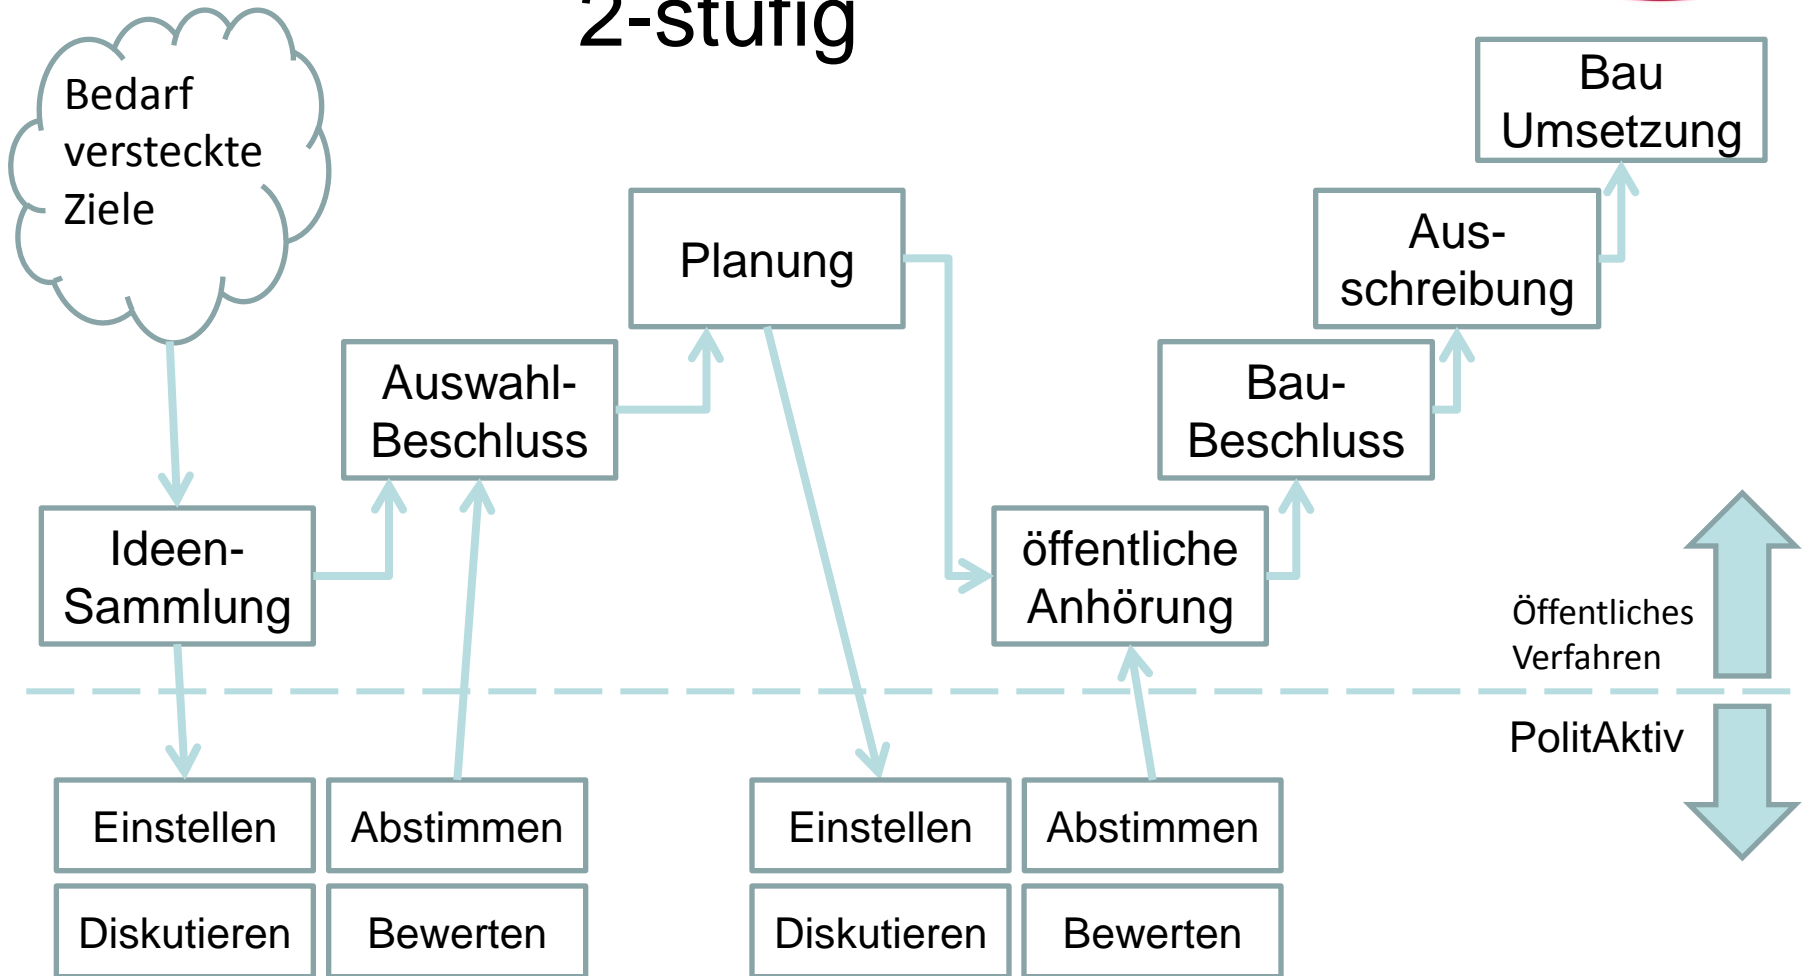 2-stufig
Bedarf
versteckte
Ziele
Bau
Umsetzung
Aus-
schreibung
Planung
Auswahl-
Beschluss
Bau-
Beschluss
Ideen-
Sammlung
öffentliche
Anhörung
Öffentliches
Verfahren
PolitAktiv
Einstellen
Abstimmen
Einstellen
Abstimmen
Diskutieren
Bewerten
Diskutieren
Bewerten